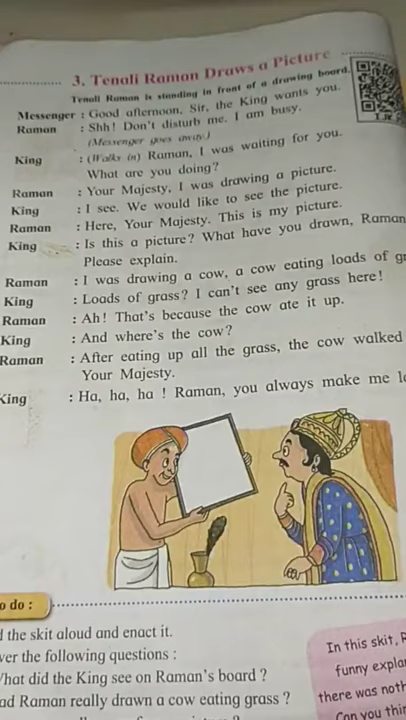 3. Tenali Raman Draws a Picture
Tenali Raman is standing in front of a drawing board.
Messenger : Good afternoon, Sir, the King wants you.
Raman : Shh! Don't disturb me. I am busy.
(Messenger goes away.)
King : (Walks in) Raman, I was waiting for you.
What are you doing?
Raman : Your Majesty, I was drawing a picture.
King : I see. We would like to see the picture.
Raman : Here, Your Majesty. This is my picture.
King : Is this a picture? What have you drawn, Raman
Please explain.
Raman : I was drawing a cow, a cow eating loads of
King : Loads of grass? I can't see any grass here!
Raman : Ah! That's because the cow ate it up.
King : And where's the cow?
Raman : After eating up all the grass, the cow walked
Your Majesty.
King : Ha, ha, ha ! Raman, you always make me
o do :
the skit aloud and enact it.
ver the following questions :
hat did the King see on Raman's board ?
ad Raman really drawn a cow eating grass ?
In this skit,
funny expla
there was not
Can you thin